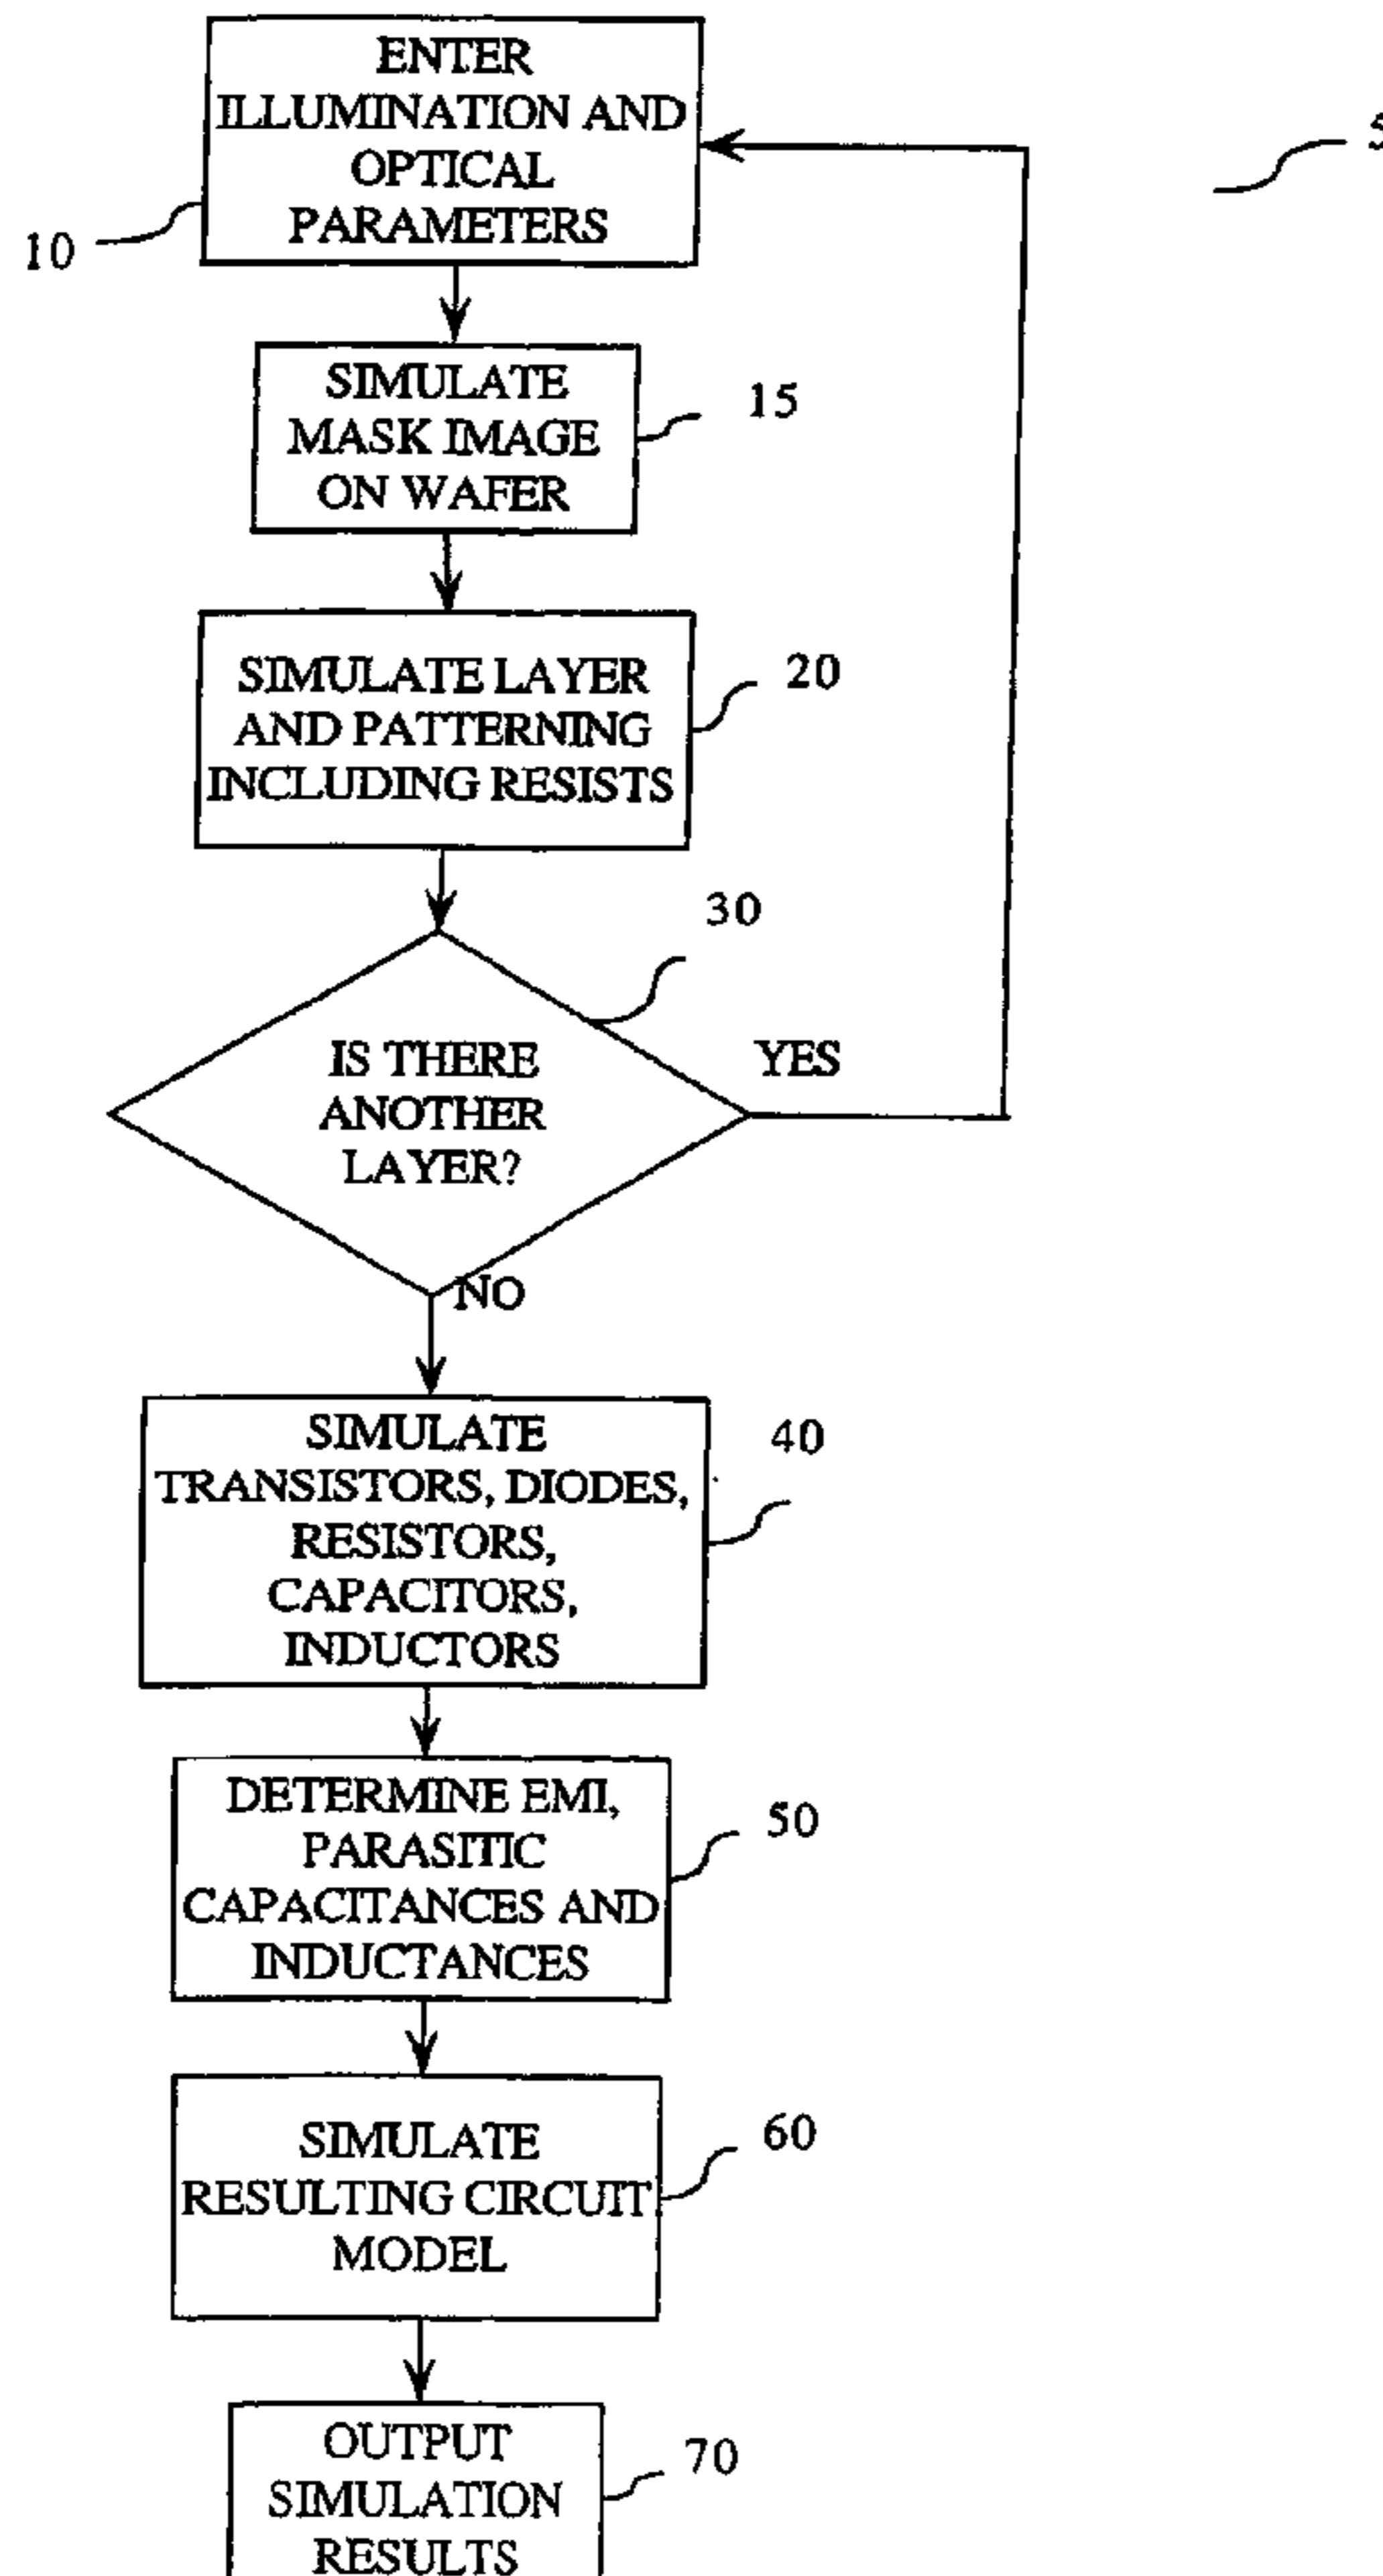 ENTER
ILLUMINATION AND
OPTICAL
PARAMETERS
10
5
SIMULATE
MASK IMAGE
ON WAFER
15
SIMULATE LAYER
AND PATTERNING
INCLUDING RESISTS
20
30
IS THERE
ANOTHER
LAYER?
YES
NO
SIMULATE
TRANSISTORS, DIODES,
RESISTORS,
CAPACITORS,
INDUCTORS
40
DETERMINE EMI,
PARASITIC
CAPACITANCES AND
INDUCTANCES
50
SIMULATE
RESULTING CIRCUIT
MODEL
60
OUTPUT
SIMULATION
RESULTS
70